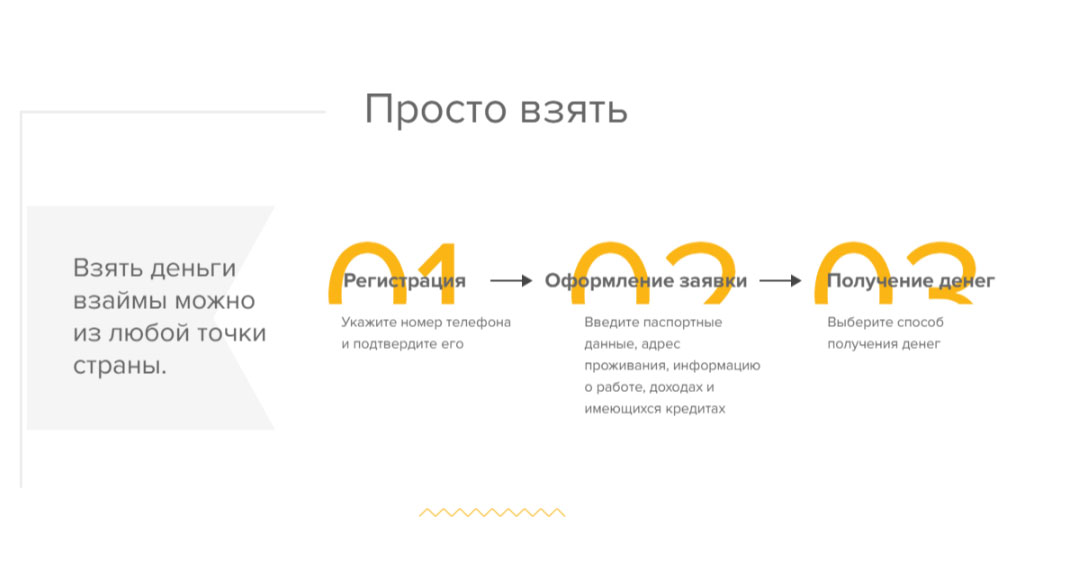 Просто взять
Взять деньги
взаймы можно
из любой точки
страны.
01
Регистрация
Укажите номер телефона
и подтвердите его
02
Оформление заявки
Введите паспортные
данные, адрес
проживания, информацию
о работе, доходах и
имеющихся кредитах
03
Получение денег
Выберите способ
получения денег